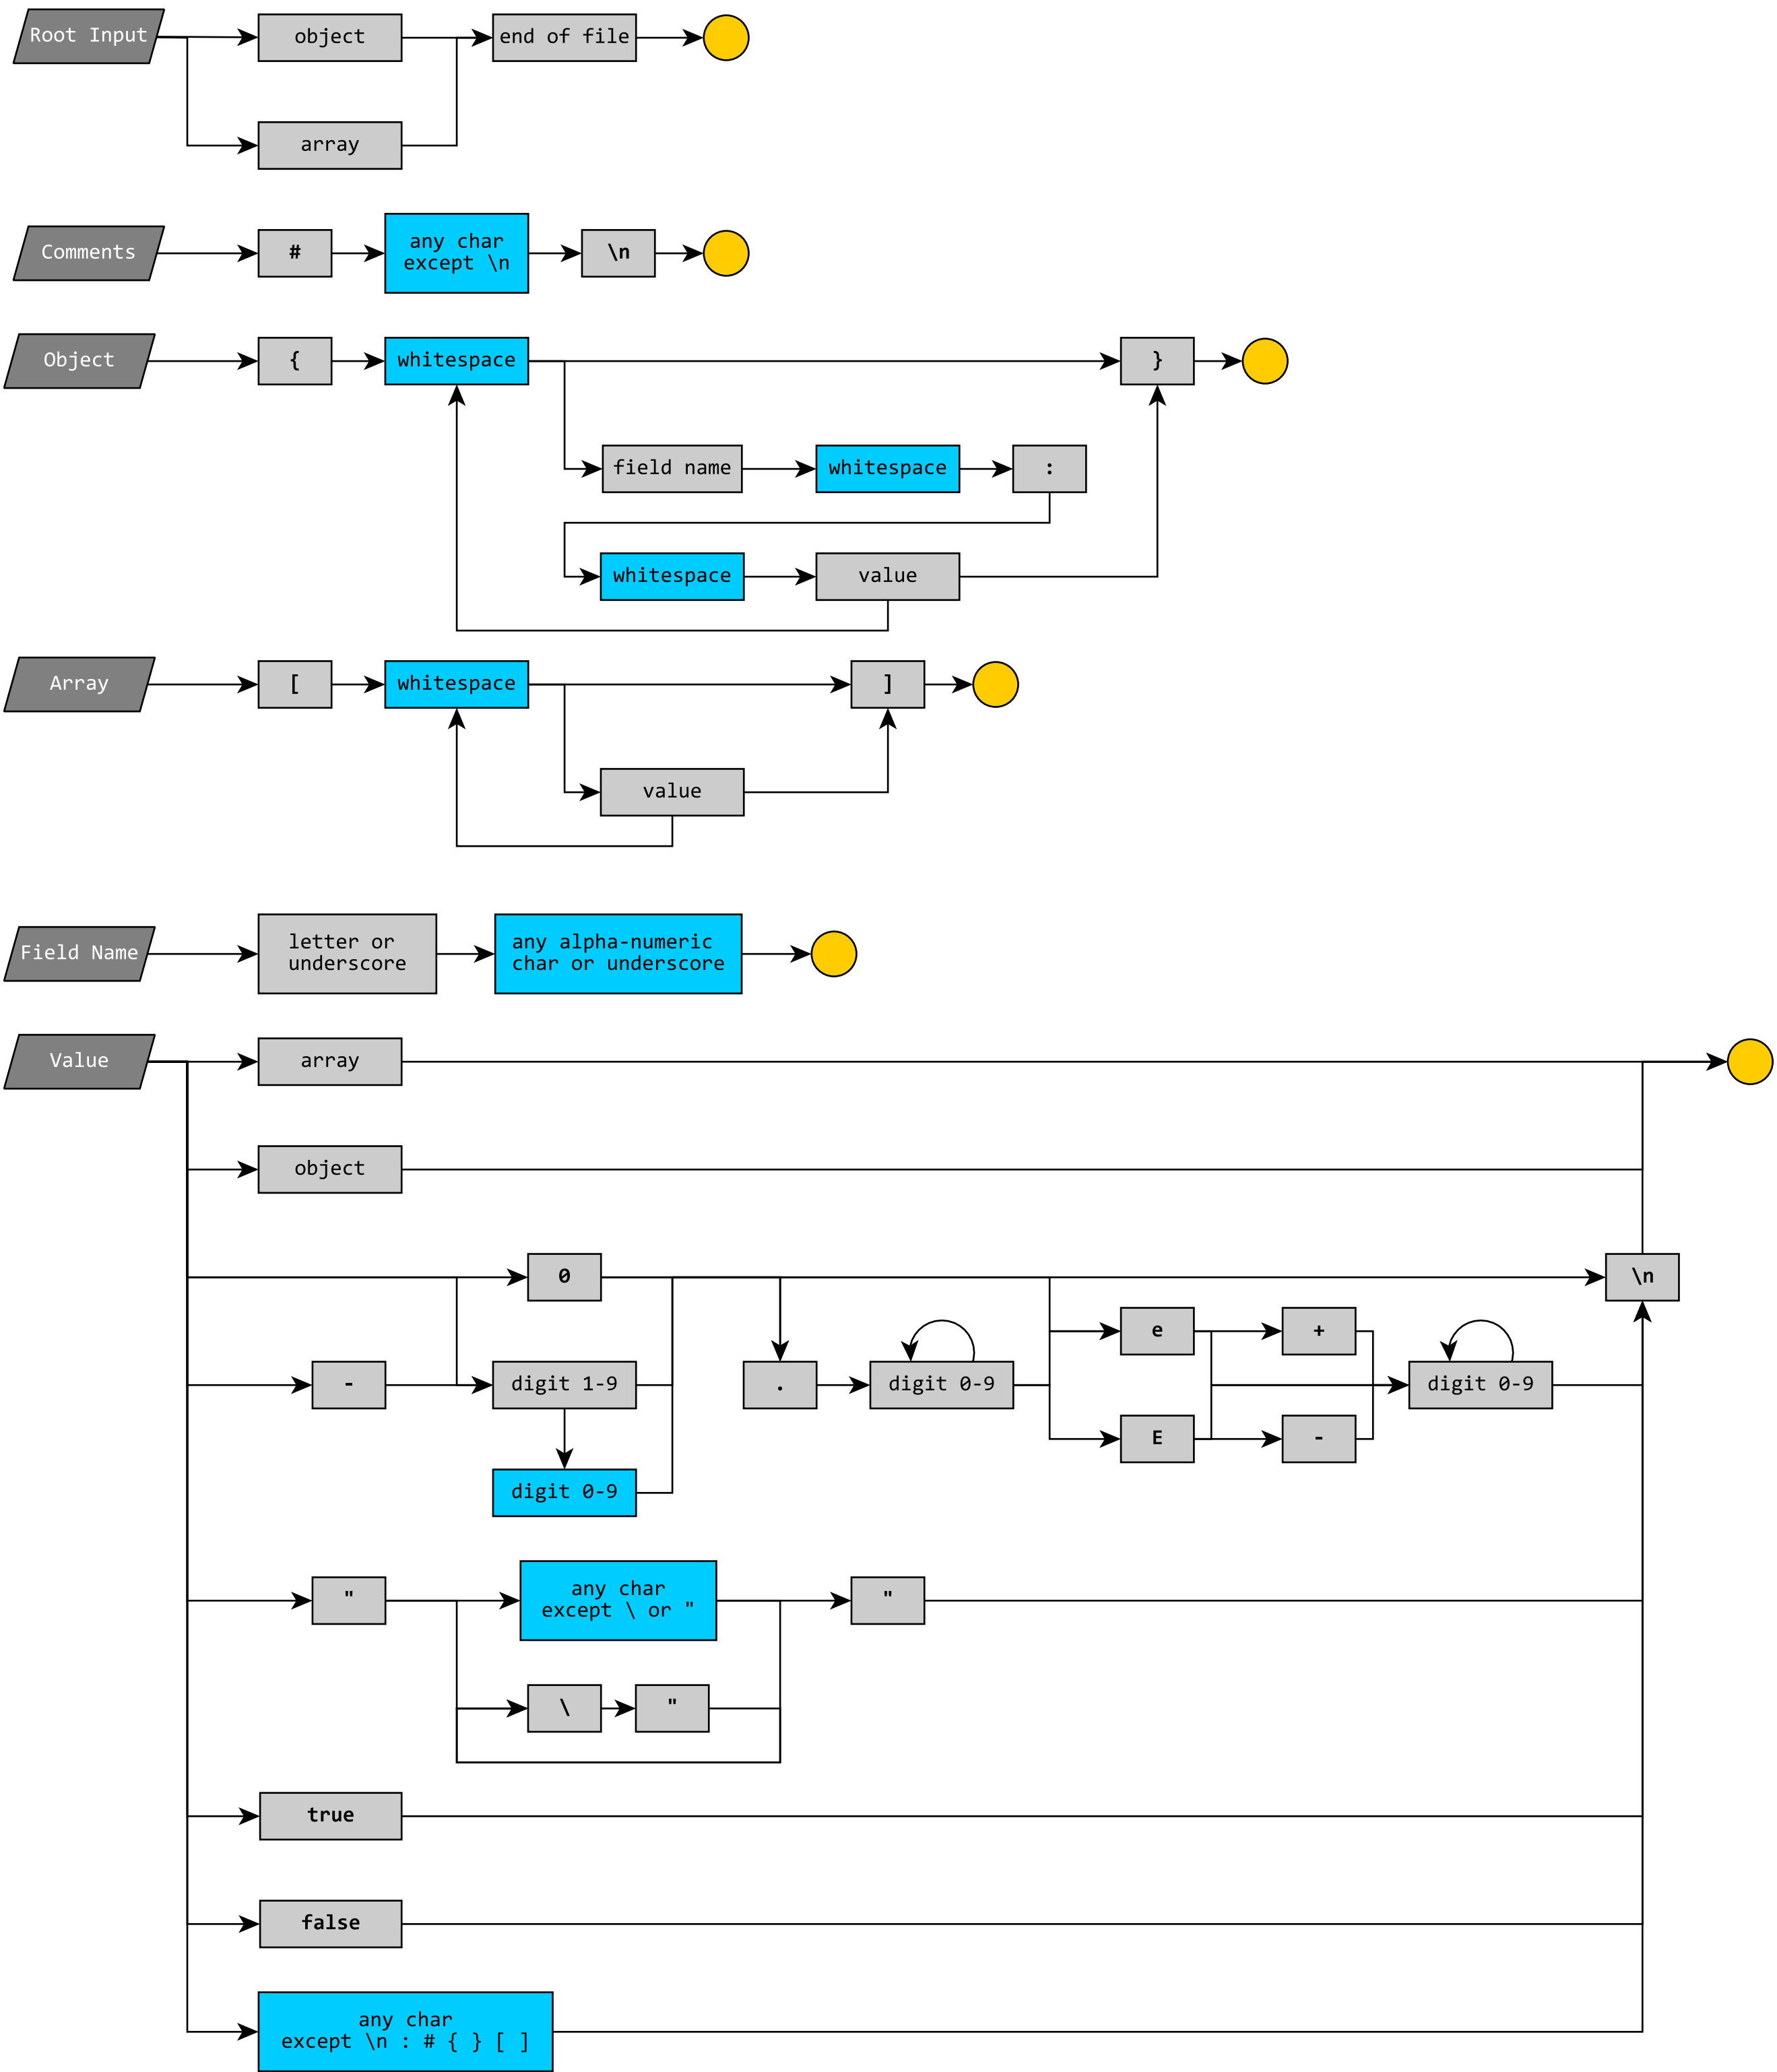 Root Input
object
end of file
array
Comments
#
any char
except \n
\n
Object
{
whitespace
}
field name
whitespace
:
whitespace
value
Array
[
whitespace
]
value
Field Name
letter or
underscore
any alpha-numeric
char or underscore
Value
array
object
0
\n
e
+
-
digit 1-9
.
digit 0-9
digit 0-9
E
-
digit 0-9
"
any char
except \ or "
"
\
"
true
false
any char
except \n : # { } [ ]